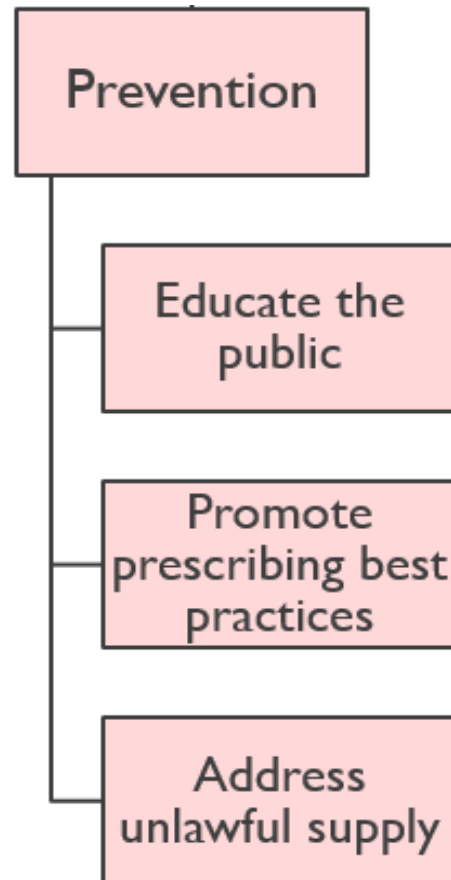 Prevention
Educate the
public
Promote
prescribing best
practices
Address
unlawful supply